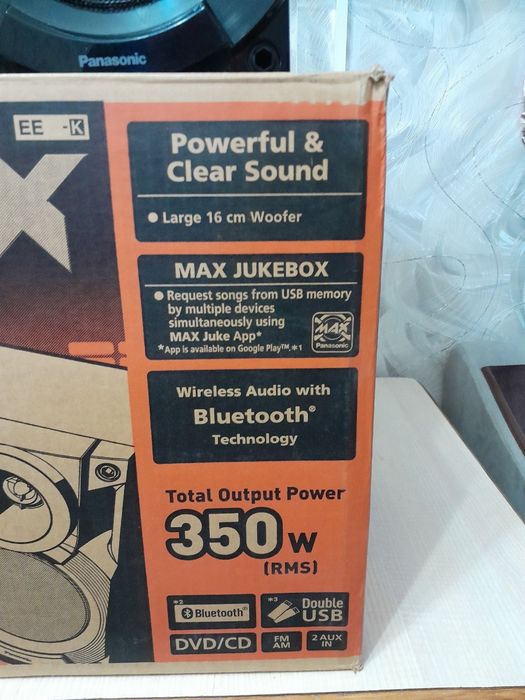 Panasonic
EE -K
X
Powerful &
Clear Sound
● Large 16 cm Woofer
MAX JUKEBOX
● Request songs from USB memory
by multiple devices
simultaneously using
MAX Juke App*
*App is available on Google Play™.*1
MAX
Panasonic
Wireless Audio with
Bluetooth®
Technology
Total Output Power
350 W
(RMS)
*2
Bluetooth®
*3
Double
USB
DVD/CD
FM
AM
2 AUX
IN